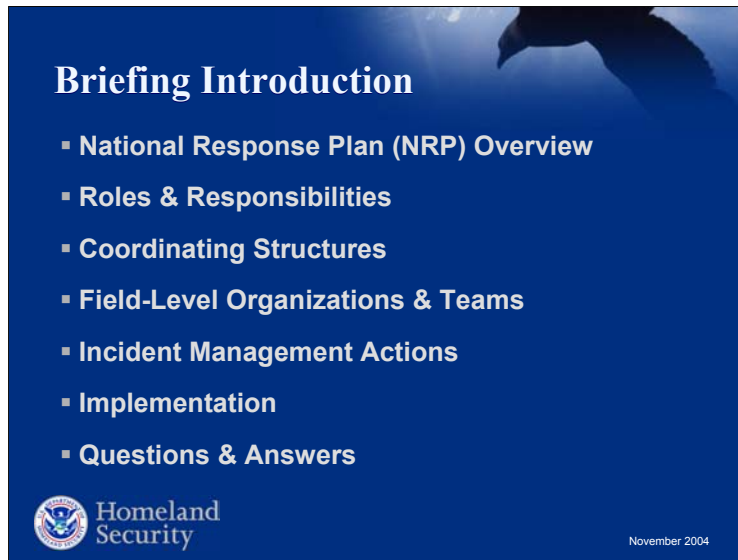 Briefing Introduction
▪ National Response Plan (NRP) Overview
▪ Roles & Responsibilities
▪ Coordinating Structures
▪ Field-Level Organizations & Teams
▪ Incident Management Actions
▪ Implementation
▪ Questions & Answers
Homeland
Security
November 2004